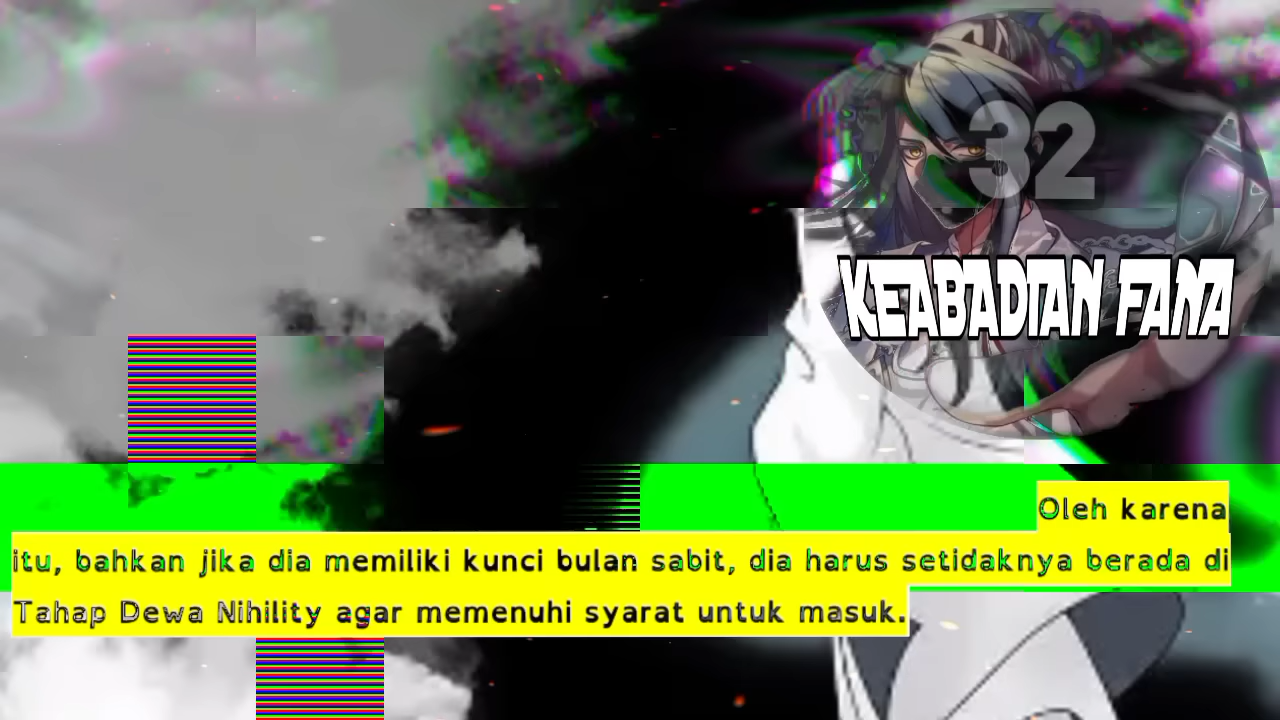 32
KEABADIAN FANA
Oleh karena
itu, bahkan jika dia memiliki kunci bulan sabit, dia harus setidaknya berada di
Tahap Dewa Nihility agar memenuhi syarat untuk masuk.